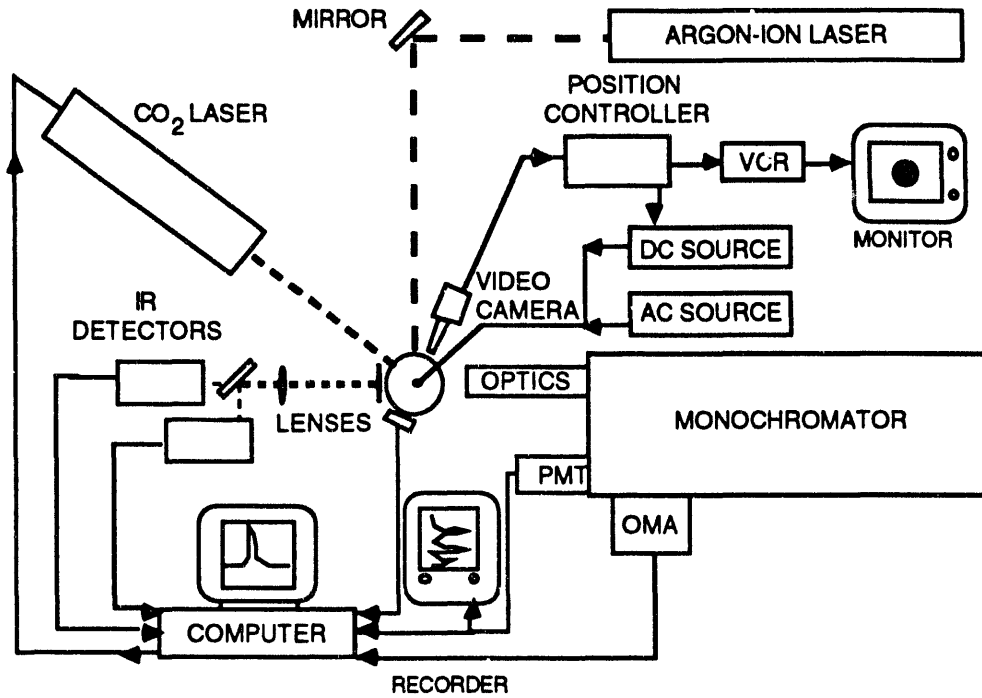 MIRROR
ARGON-ION LASER
CO2 LASER
POSITION
CONTROLLER
VCR
MONITOR
DC SOURCE
AC SOURCE
VIDEO
CAMERA
IR
DETECTORS
LENSES
OPTICS
MONOCHROMATOR
PMT
OMA
COMPUTER
RECORDER